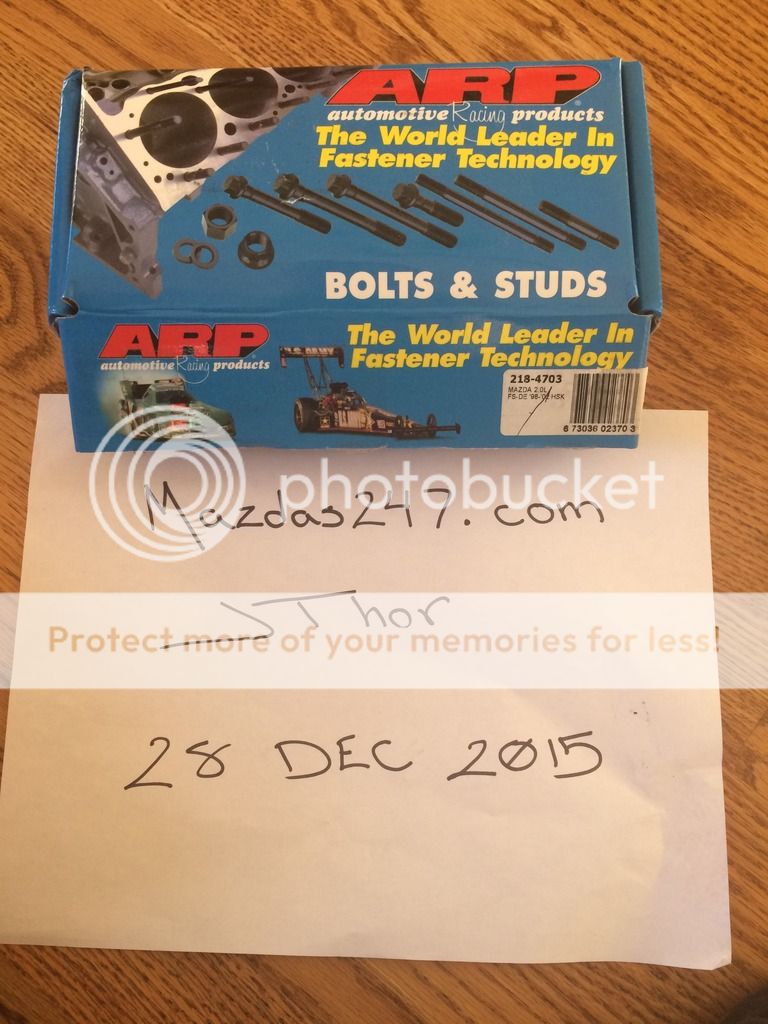 ARP
automotive Racing products
The World Leader In
Fastener Technology
BOLTS & STUDS
ARP
automotive Racing products
The World Leader In
Fastener Technology
218-4703
MAZDA 2.0L
FS-DE '98-'02 HSK
6 73036 02370 3
photobucket
Mazdas247.com
JThor
Protect more of your memories for less!
28 DEC 2015